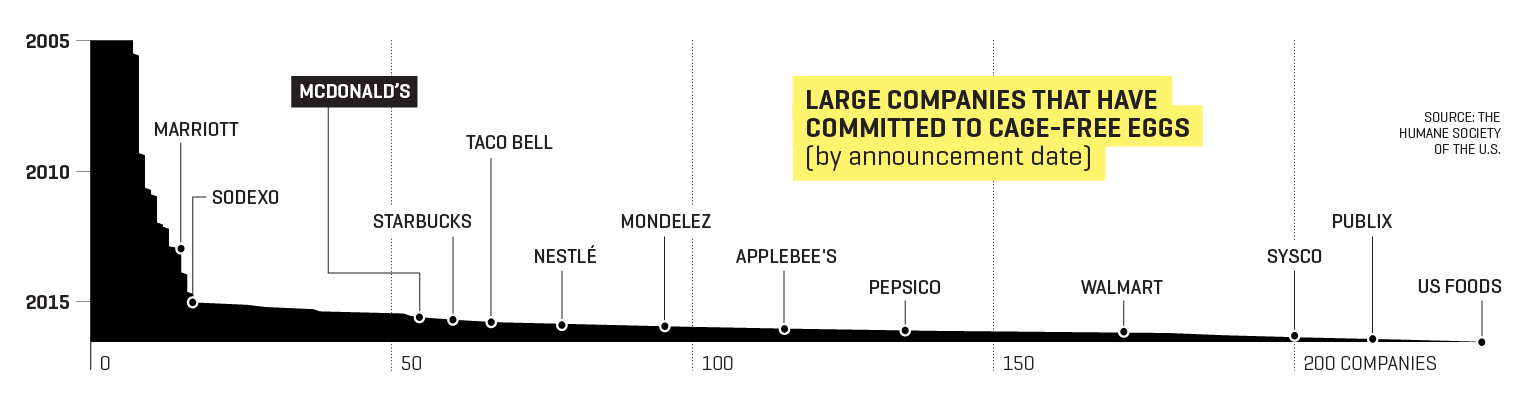 2005
2010
2015
MCDONALD’S
MARRIOTT
SODEXO
TACO BELL
STARBUCKS
NESTLÉ
MONDELEZ
APPLEBEE'S
PEPSICO
WALMART
SYSCO
PUBLIX
US FOODS
LARGE COMPANIES THAT HAVE
COMMITTED TO CAGE-FREE EGGS
(by announcement date)
SOURCE: THE
HUMANE SOCIETY
OF THE U.S.
0
50
100
150
200 COMPANIES